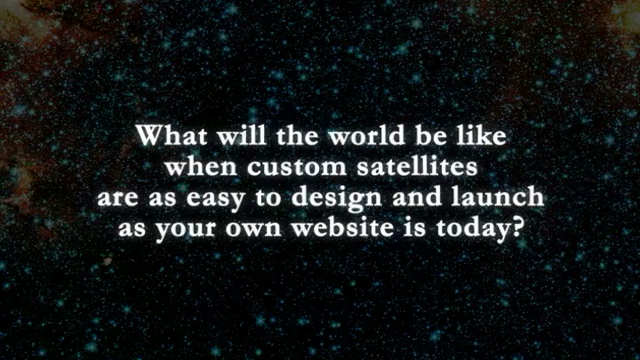 What will the world be like
when custom satellites
are as easy to design and launch
as your own website is today?